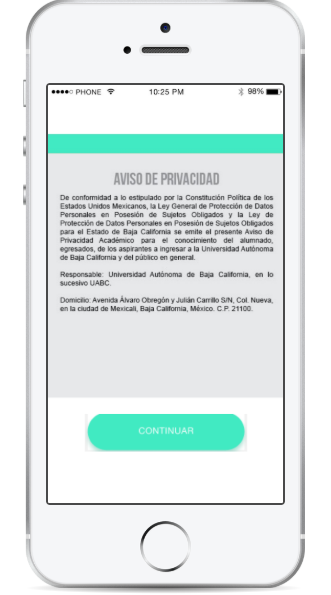 PHONE 10:25 PM 98%
AVISO DE PRIVACIDAD
De conformidad a lo estipulado por la Constitución Política de los
Estados Unidos Mexicanos, la Ley General de Protección de Datos
Personales en Posesión de Sujetos Obligados y la Ley de
Protección de Datos Personales en Posesión de Sujetos Obligados
para el Estado de Baja California se emite el presente Aviso de
Privacidad Académico para el conocimiento del alumnado,
egresados, de los aspirantes a ingresar a la Universidad Autónoma
de Baja California y del público en general.
Responsable: Universidad Autónoma de Baja California, en lo
sucesivo UABC.
Domicilio: Avenida Álvaro Obregón y Julián Carrillo S/N, Col. Nueva,
en la ciudad de Mexicali, Baja California, México. C.P. 21100.
CONTINUAR